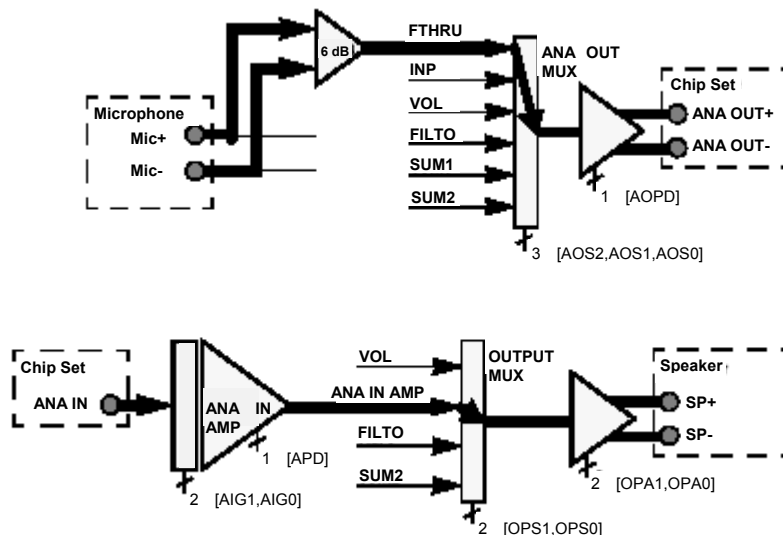 6 dB
FTHRU
ANA OUT
MUX
INP
VOL
FILTO
SUM1
SUM2
Microphone
Mic+
Mic-
Chip Set
ANA OUT+
ANA OUT-
1 [AOPD]
3 [AOS2,AOS1,AOS0]
Chip Set
ANA IN
ANA IN
AMP
1 [APD]
2 [AIG1,AIG0]
VOL
ANA IN AMP
FILTO
SUM2
OUTPUT
MUX
2 [OPS1,OPS0]
Speaker
SP+
SP-
2 [OPA1,OPA0]